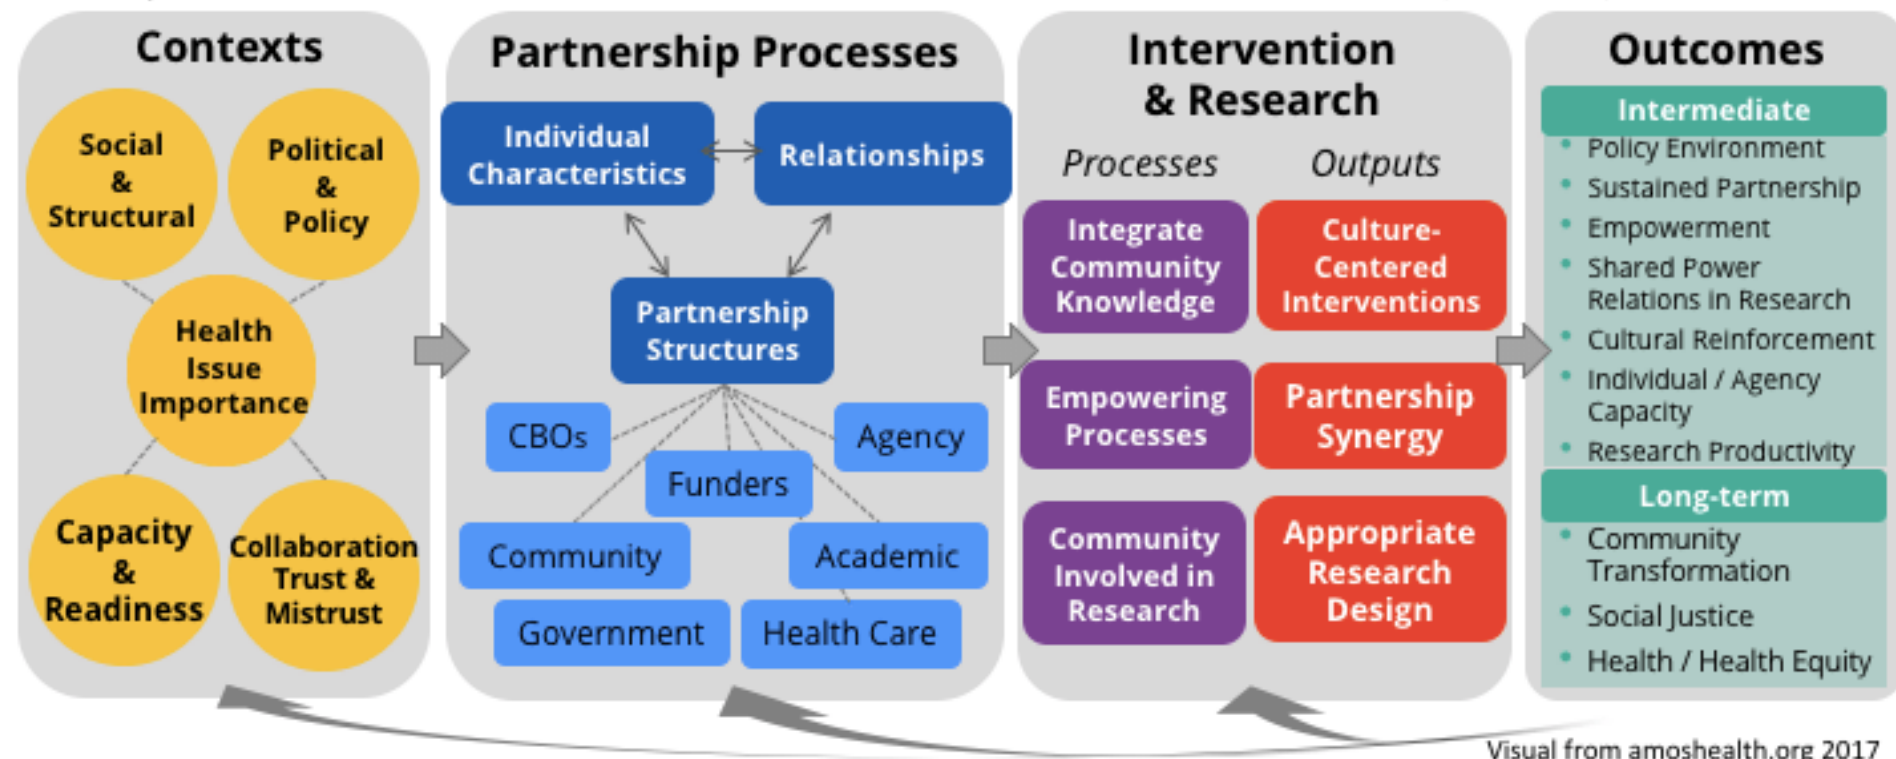 Contexts
Social
&
Structural
Political
&
Policy
Health
Issue
Importance
Capacity
&
Readiness
Collaboration
Trust &
Mistrust
Partnership Processes
Individual
Characteristics
Relationships
Partnership
Structures
CBOs
Agency
Funders
Community
Academic
Government
Health Care
Intervention
& Research
Processes
Outputs
Integrate
Community
Knowledge
Culture-
Centered
Interventions
Empowering
Processes
Partnership
Synergy
Community
Involved in
Research
Appropriate
Research
Design
Outcomes
Intermediate
• Policy Environment
• Sustained Partnership
• Empowerment
• Shared Power
Relations in Research
• Cultural Reinforcement
• Individual / Agency
Capacity
• Research Productivity
Long-term
• Community
Transformation
• Social Justice
• Health / Health Equity
Visual from amoshealth.org 2017